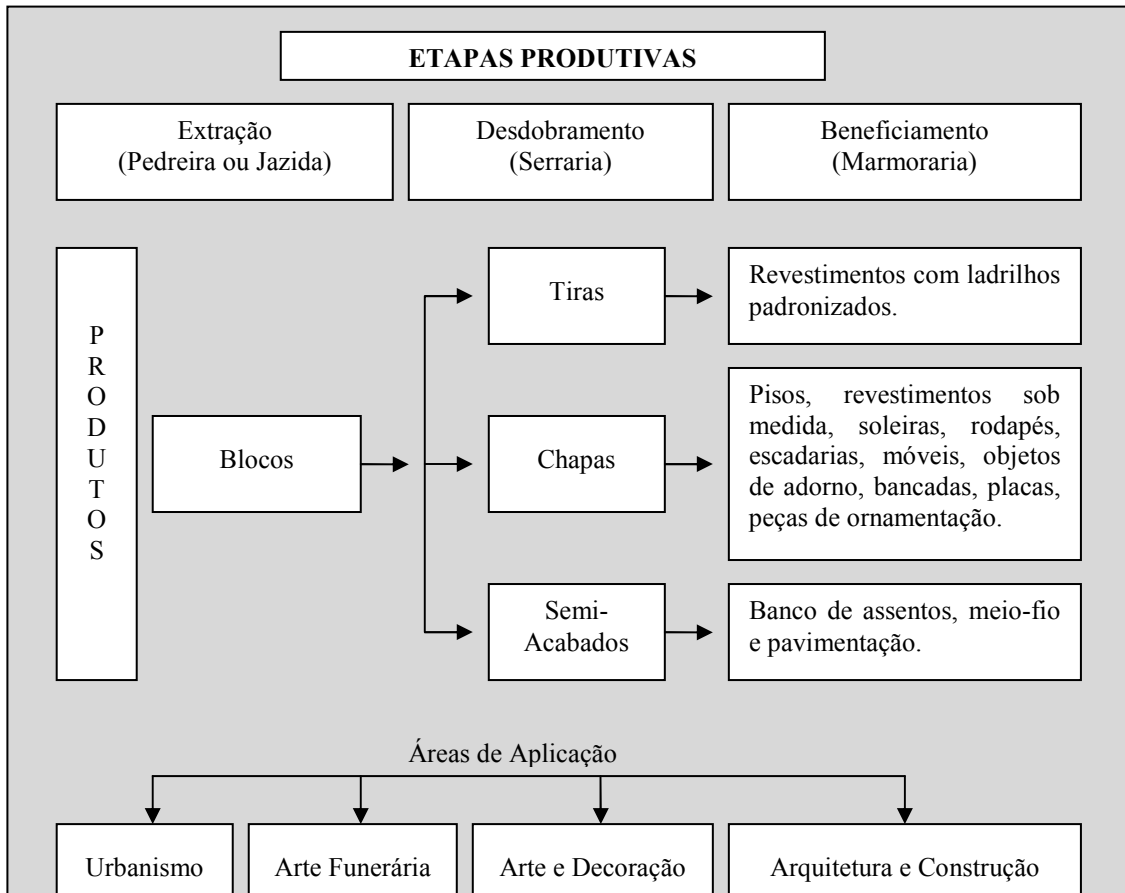 ETAPAS PRODUTIVAS
Extração
(Pedreira ou Jazida)
Desdobramento
(Serraria)
Beneficiamento
(Marmoraria)
P
R
O
D
U
T
O
S
Blocos
Tiras
Revestimentos com ladrilhos
padronizados.
Chapas
Pisos, revestimentos sob
medida, soleiras, rodapés,
escadarias, móveis, objetos
de adorno, bancadas, placas,
peças de ornamentação.
Semi-
Acabados
Banco de assentos, meio-fio
e pavimentação.
Áreas de Aplicação
Urbanismo
Arte Funerária
Arte e Decoração
Arquitetura e Construção